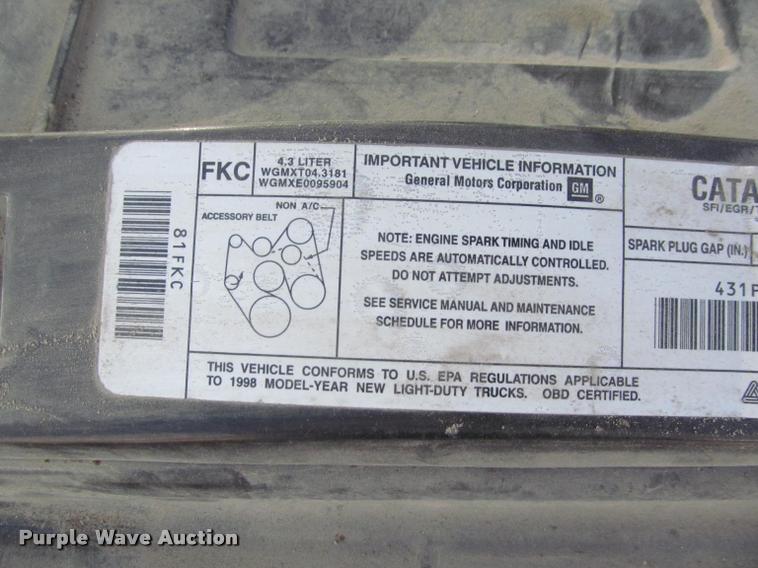 FKC
4.3 LITER
WGMXT04.3181
WGMXE0095904
IMPORTANT VEHICLE INFORMATION
General Motors Corporation GM ®
CATA
SFI/EGR/
NON A/C
ACCESSORY BELT
81FKC
NOTE: ENGINE SPARK TIMING AND IDLE
SPEEDS ARE AUTOMATICALLY CONTROLLED.
DO NOT ATTEMPT ADJUSTMENTS.
SEE SERVICE MANUAL AND MAINTENANCE
SCHEDULE FOR MORE INFORMATION.
SPARK PLUG GAP (IN.)
431P
THIS VEHICLE CONFORMS TO U.S. EPA REGULATIONS APPLICABLE
TO 1998 MODEL-YEAR NEW LIGHT-DUTY TRUCKS. OBD CERTIFIED.
Purple Wave Auction